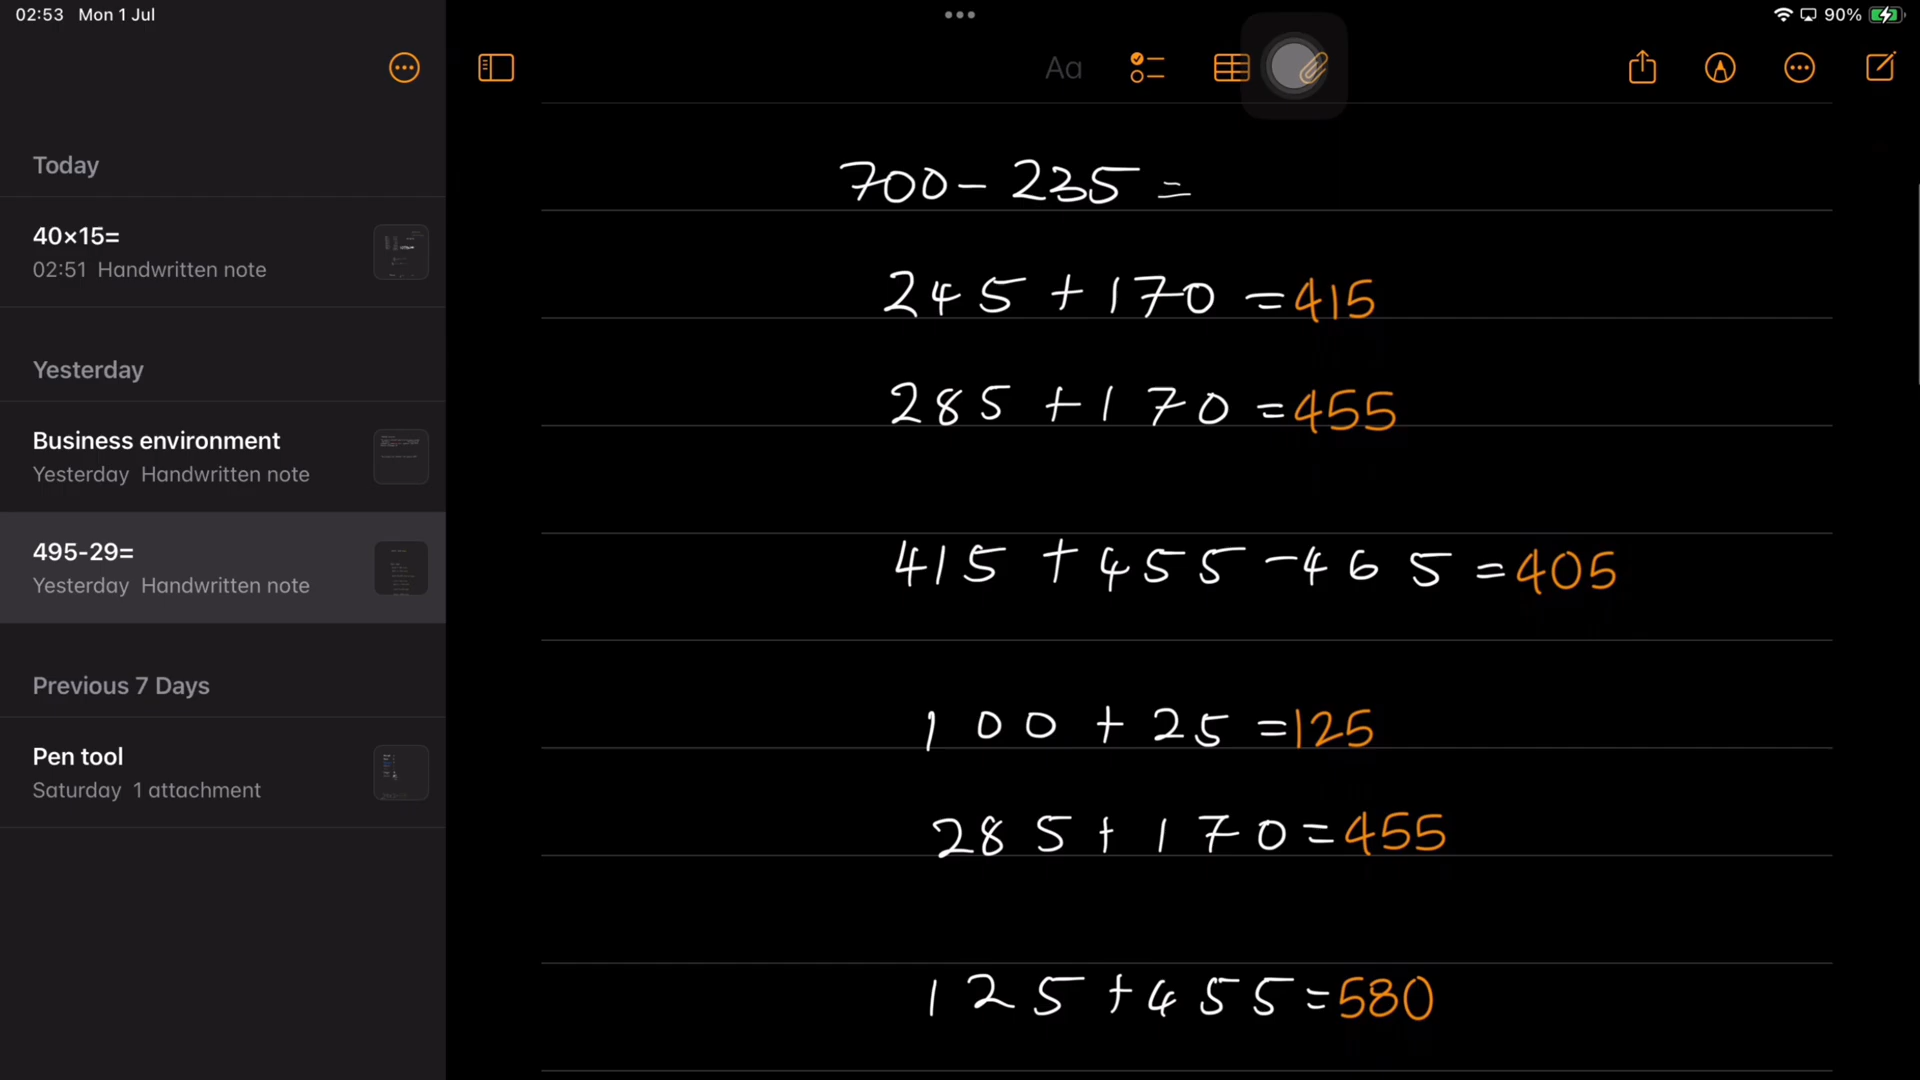 02:53 Mon 1 Jul
90%
Aa
Today
40×15=
02:51 Handwritten note
Yesterday
Business environment
Yesterday Handwritten note
495-29=
Yesterday Handwritten note
Previous 7 Days
Pen tool
Saturday 1 attachment
700-235=
245+170=415
285+170=455
415+455-465=405
100+25=125
285+170=455
125+455=580